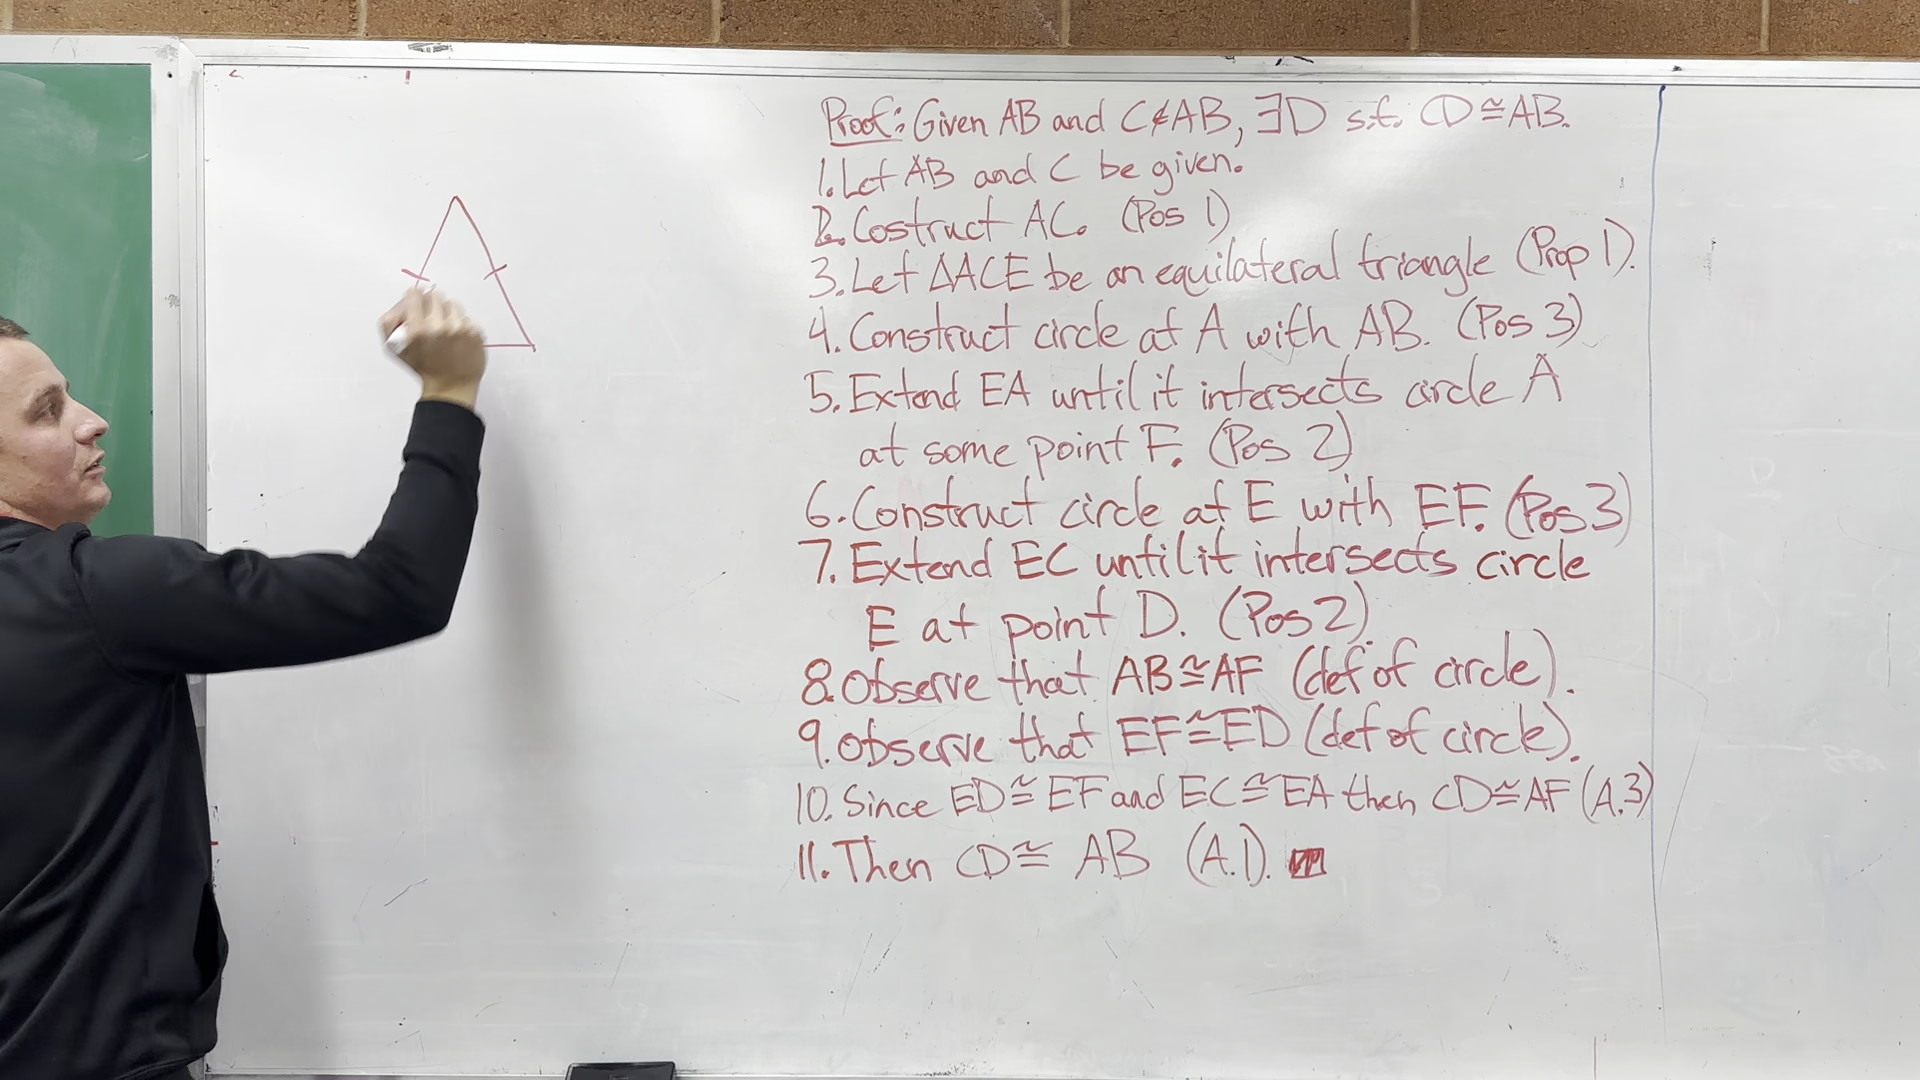 Proof: Given AB and C∉AB, ∃D s.t. CD≅AB.
1. Let AB and C be given.
2. Costruct AC. (Pos 1)
3. Let △ACE be an equilateral triangle (Prop 1).
4. Construct circle at A with AB. (Pos 3)
5. Extend EA until it intersects circle A
at some point F. (Pos 2)
6. Construct circle at E with EF. (Pos 3)
7. Extend EC until it intersects circle
E at point D. (Pos 2).
8. Observe that AB≅AF (def of circle).
9. Observe that EF≅ED (def of circle).
10. Since ED≅EF and EC≅EA then CD≅AF (A.3)
11. Then CD≅ AB (A.1).